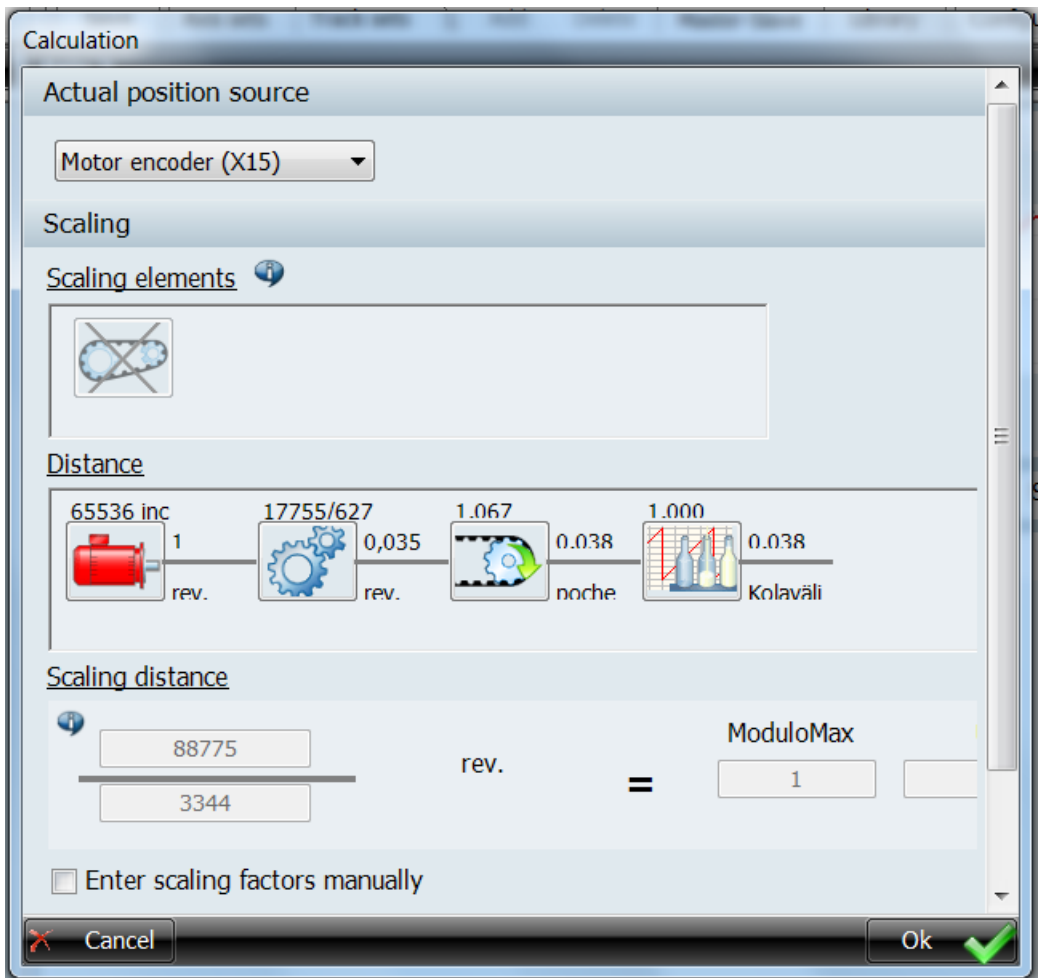 Calculation
Actual position source
Motor encoder (X15)
Scaling
Scaling elements
Distance
65536 inc 17755/627 1.067 1.000
1 0,035 0.038 0.038
rev. rev. poche Kolaväli
Scaling distance
88775
3344
rev.
=
ModuloMax
1
Enter scaling factors manually
Cancel Ok